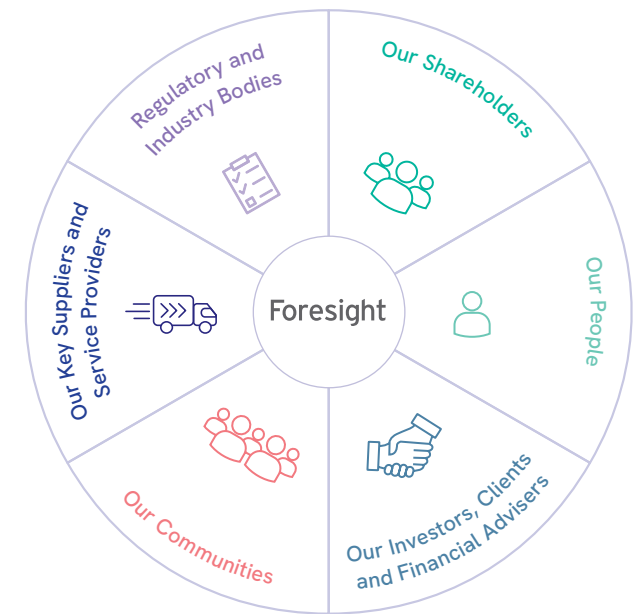 Our Shareholders
Our People
Our Investors, Clients
and Financial Advisers
Our Communities
Our Key Suppliers and
Service Providers
Regulatory and
Industry Bodies
Foresight